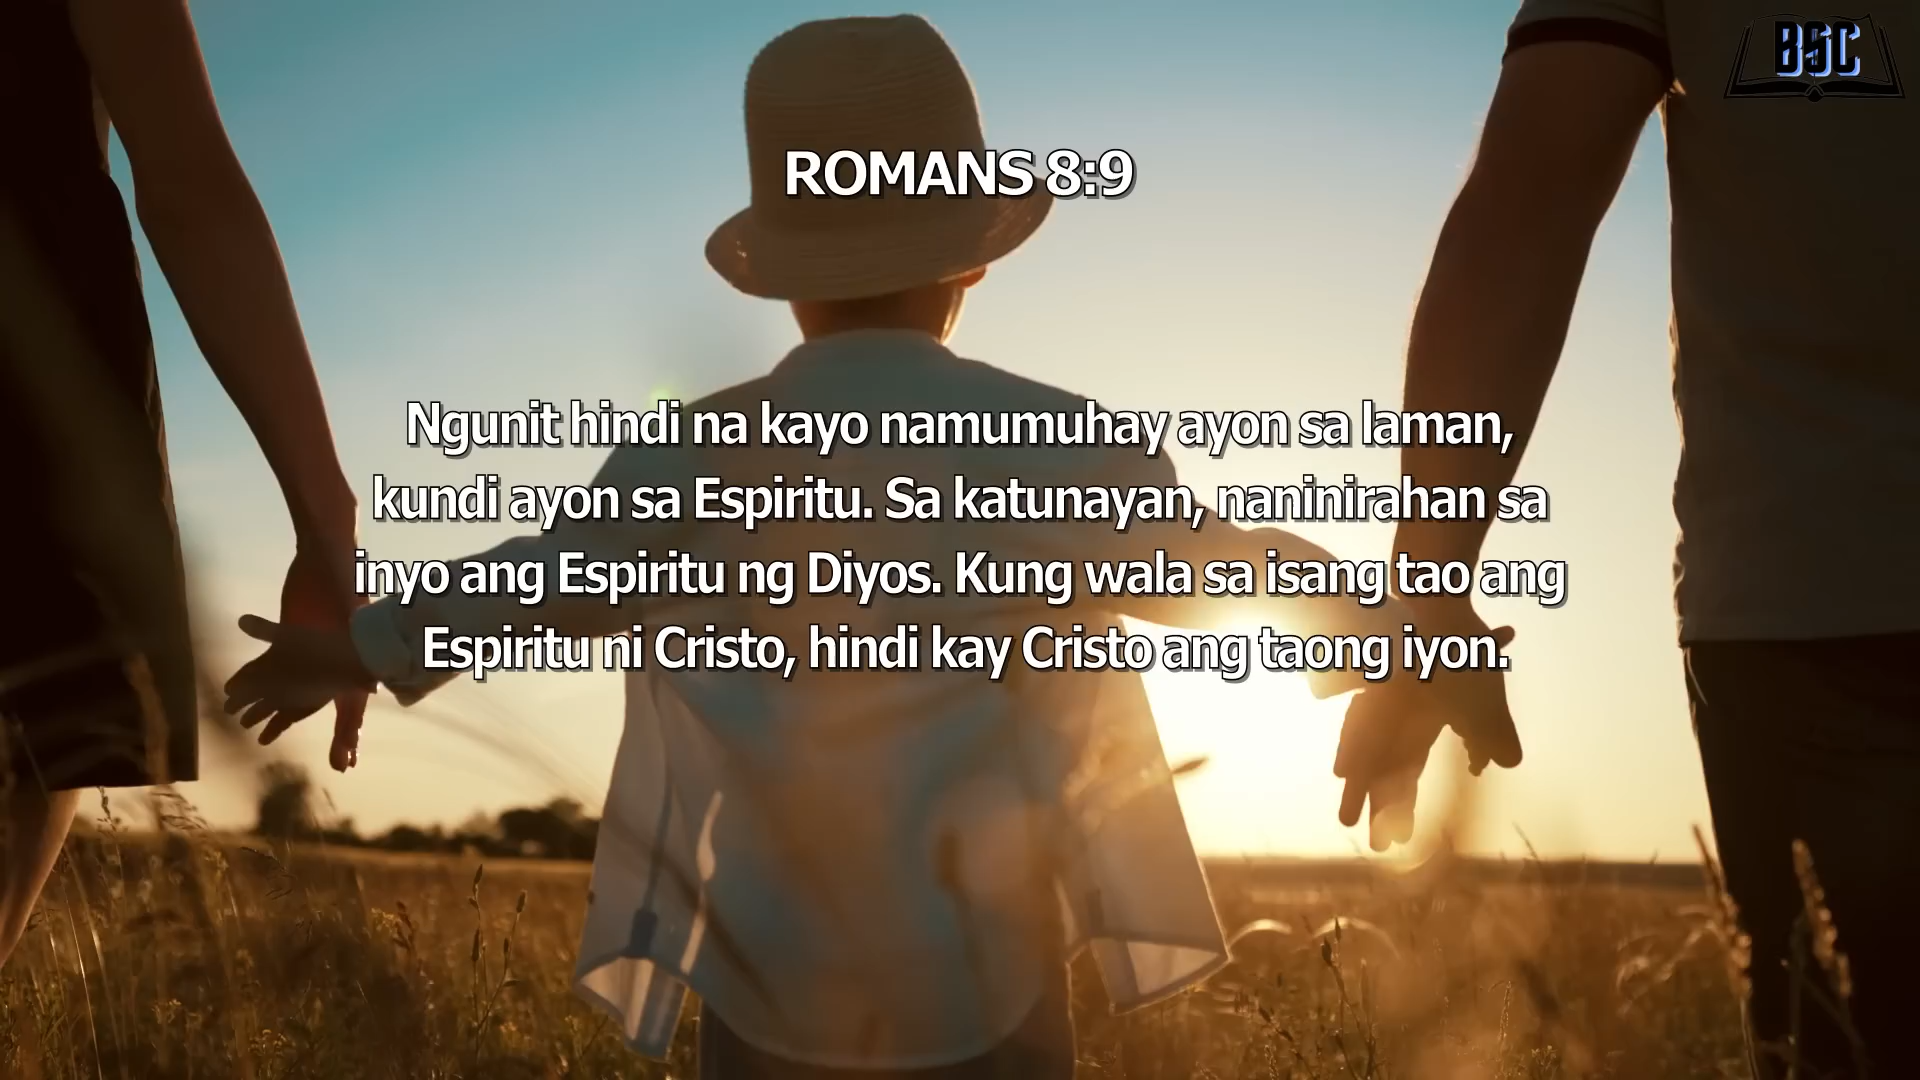 BSC
ROMANS 8:9
Ngunit hindi na kayo namumuhay ayon sa laman,
kundi ayon sa Espiritu. Sa katunayan, naninirahan sa
inyo ang Espiritu ng Diyos. Kung wala sa isang tao ang
Espiritu ni Cristo, hindi kay Cristo ang taong iyon.